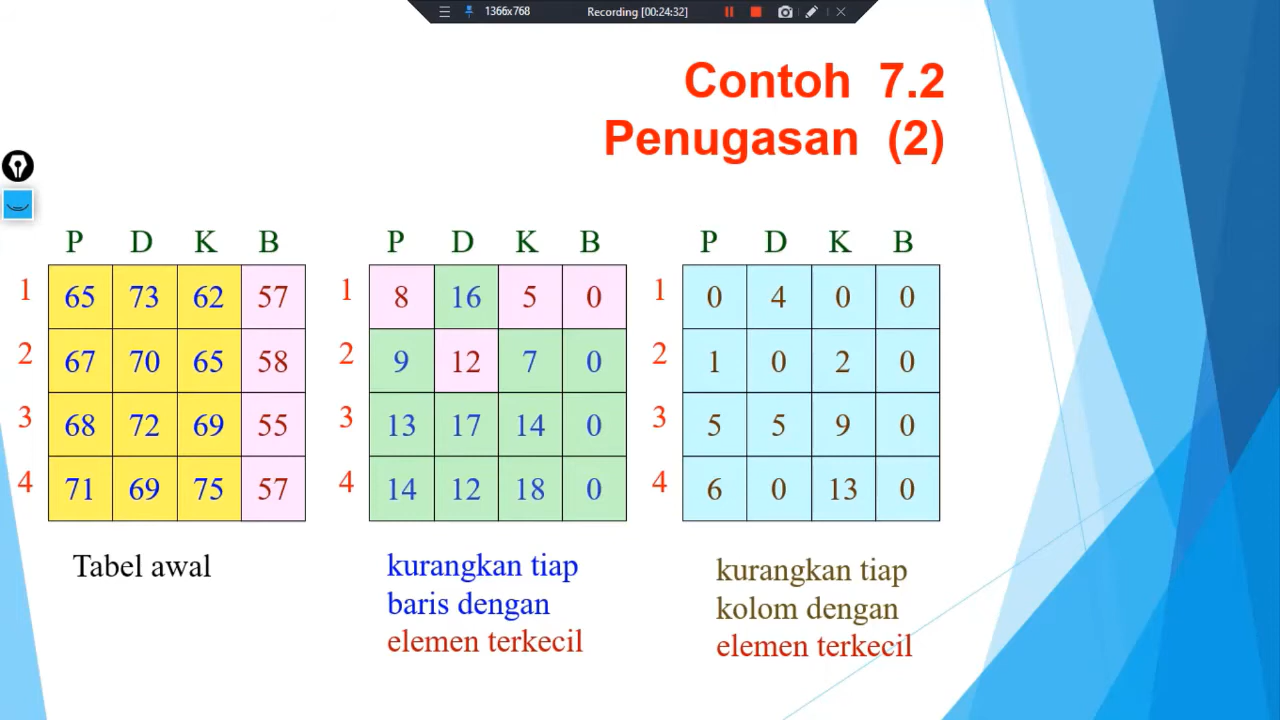 1366x768 Recording [00:24:32]
Contoh 7.2
Penugasan (2)
P D K B
1 65 73 62 57
2 67 70 65 58
3 68 72 69 55
4 71 69 75 57
Tabel awal
P D K B
1 8 16 5 0
2 9 12 7 0
3 13 17 14 0
4 14 12 18 0
kurangkan tiap
baris dengan
elemen terkecil
P D K B
1 0 4 0 0
2 1 0 2 0
3 5 5 9 0
4 6 0 13 0
kurangkan tiap
kolom dengan
elemen terkecil